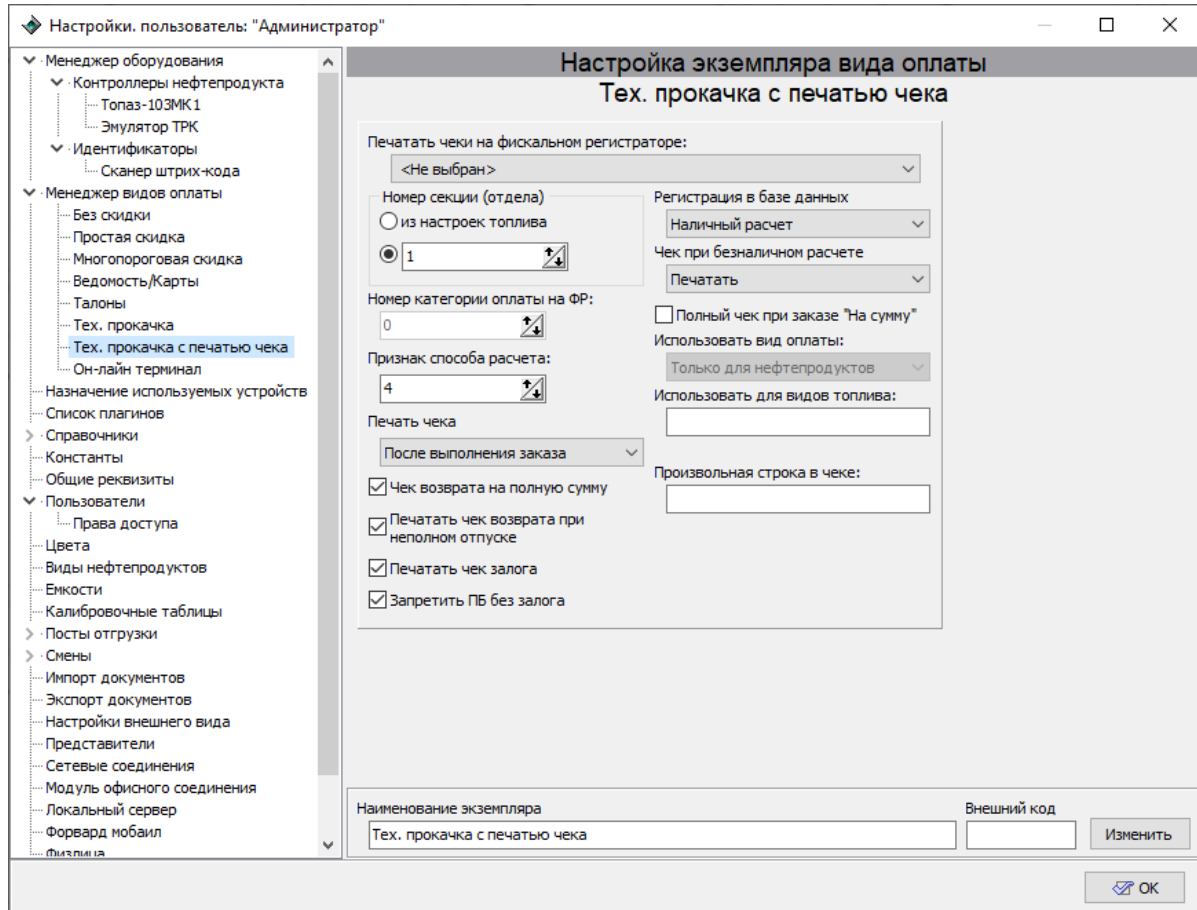 Настройки. пользователь: "Администратор"
Менеджер оборудования
Контроллеры нефтепродукта
Топаз-103МК1
Эмулятор ТРК
Идентификаторы
Сканер штрих-кода
Менеджер видов оплаты
Без скидки
Простая скидка
Многопороговая скидка
Ведомость/Карты
Талоны
Тех. прокачка
Тех. прокачка с печатью чека
Он-лайн терминал
Назначение используемых устройств
Список плагинов
Справочники
Константы
Общие реквизиты
Пользователи
Права доступа
Цвета
Виды нефтепродуктов
Емкости
Калибровочные таблицы
Посты отгрузки
Смены
Импорт документов
Экспорт документов
Настройки внешнего вида
Представители
Сетевые соединения
Модуль офисного соединения
Локальный сервер
Форвард мобаил
Физлица
Настройка экземпляра вида оплаты
Тех. прокачка с печатью чека
Печатать чеки на фискальном регистраторе:
<Не выбран>
Номер секции (отдела)
из настроек топлива
1
Номер категории оплаты на ФР:
0
Признак способа расчета:
4
Печать чека
После выполнения заказа
Чек возврата на полную сумму
Печатать чек возврата при
неполном отпуске
Печатать чек залога
Запретить ПБ без залога
Регистрация в базе данных
Наличный расчет
Чек при безналичном расчете
Печатать
Полный чек при заказе "На сумму"
Использовать вид оплаты:
Только для нефтепродуктов
Использовать для видов топлива:
Произвольная строка в чеке:
Наименование экземпляра
Тех. прокачка с печатью чека
Внешний код
Изменить
OK